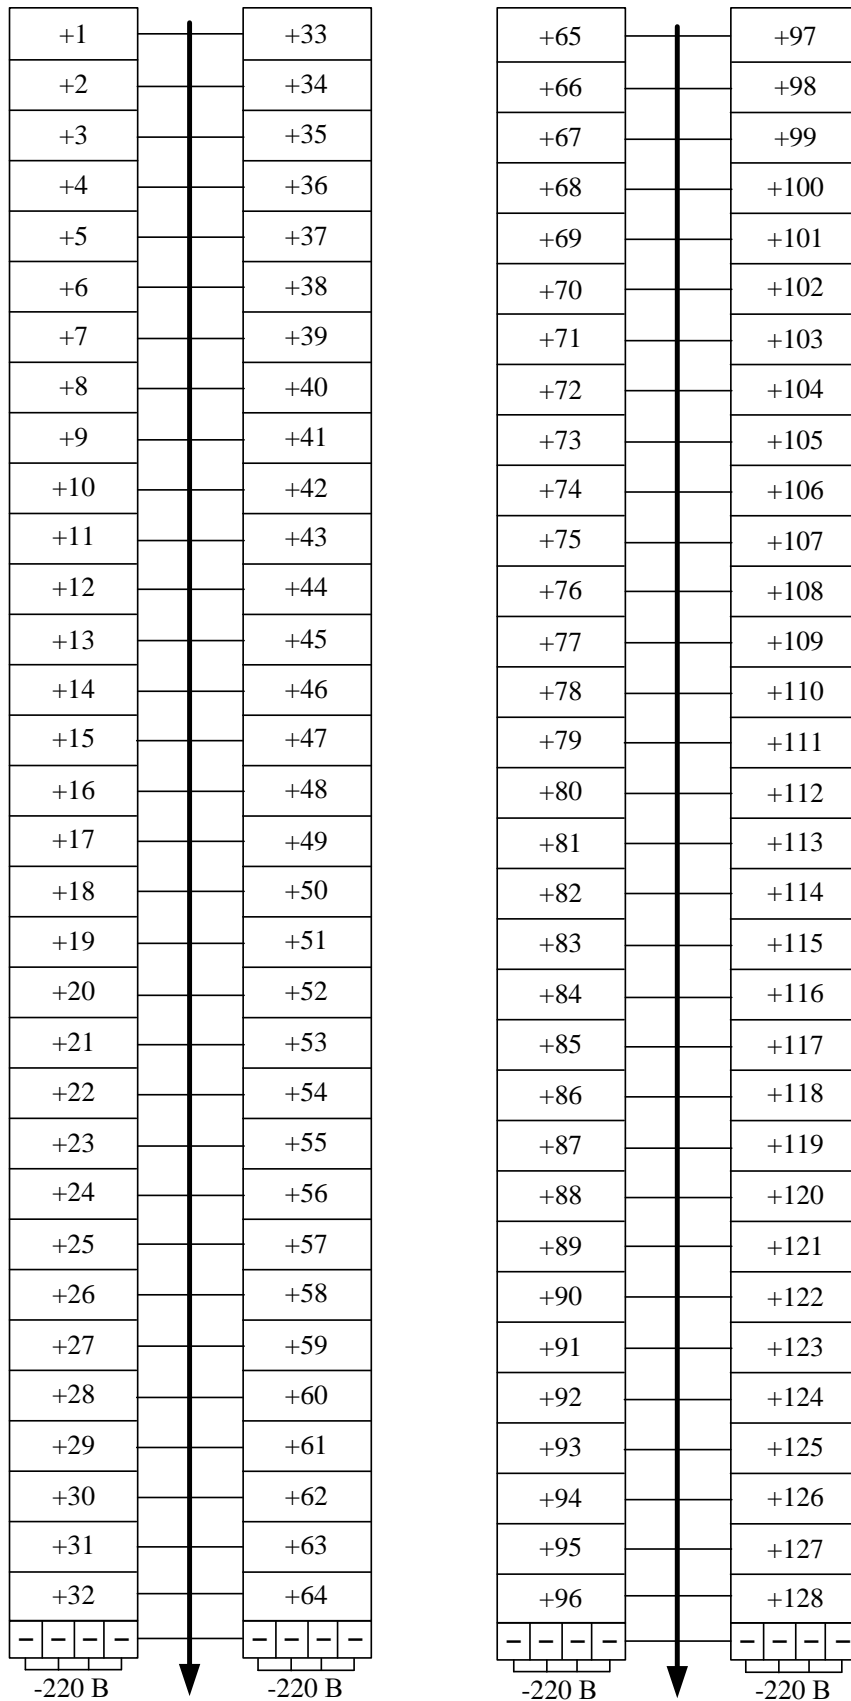 +1 +33 +65 +97
+2 +34 +66 +98
+3 +35 +67 +99
+4 +36 +68 +100
+5 +37 +69 +101
+6 +38 +70 +102
+7 +39 +71 +103
+8 +40 +72 +104
+9 +41 +73 +105
+10 +42 +74 +106
+11 +43 +75 +107
+12 +44 +76 +108
+13 +45 +77 +109
+14 +46 +78 +110
+15 +47 +79 +111
+16 +48 +80 +112
+17 +49 +81 +113
+18 +50 +82 +114
+19 +51 +83 +115
+20 +52 +84 +116
+21 +53 +85 +117
+22 +54 +86 +118
+23 +55 +87 +119
+24 +56 +88 +120
+25 +57 +89 +121
+26 +58 +90 +122
+27 +59 +91 +123
+28 +60 +92 +124
+29 +61 +93 +125
+30 +62 +94 +126
+31 +63 +95 +127
+32 +64 +96 +128
- - - - - - - - - - - - - - - -
-220 В -220 В -220 В -220 В